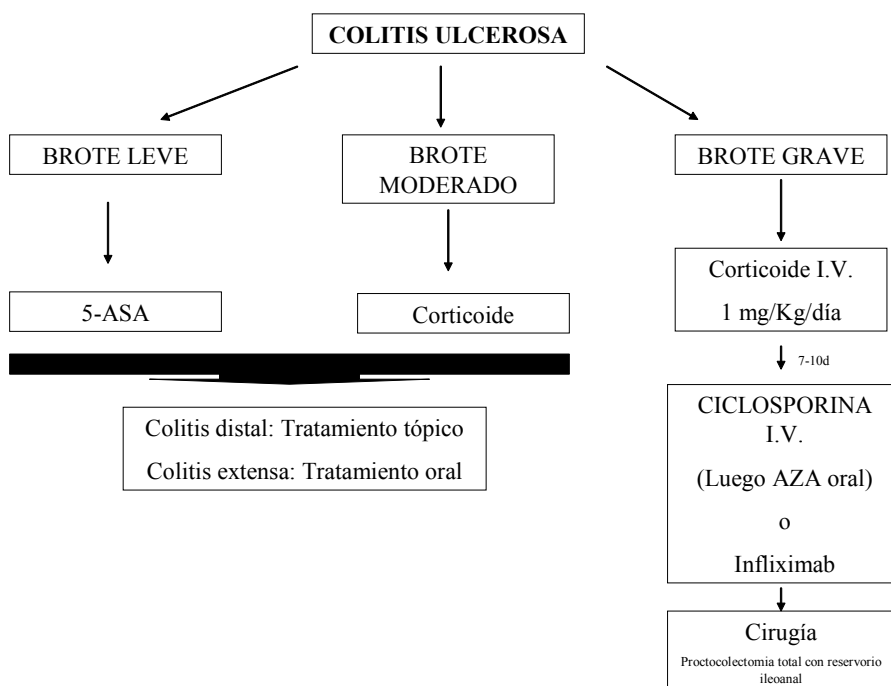 COLITIS ULCEROSA
BROTE LEVE
BROTE
MODERADO
BROTE GRAVE
5-ASA
Corticoide
Corticoide I.V.
1 mg/Kg/día
7-10d
Colitis distal: Tratamiento tópico
Colitis extensa: Tratamiento oral
CICLOSPORINA
I.V.
(Luego AZA oral)
o
Infliximab
Cirugía
Proctocolectomia total con reservorio
ileoanal